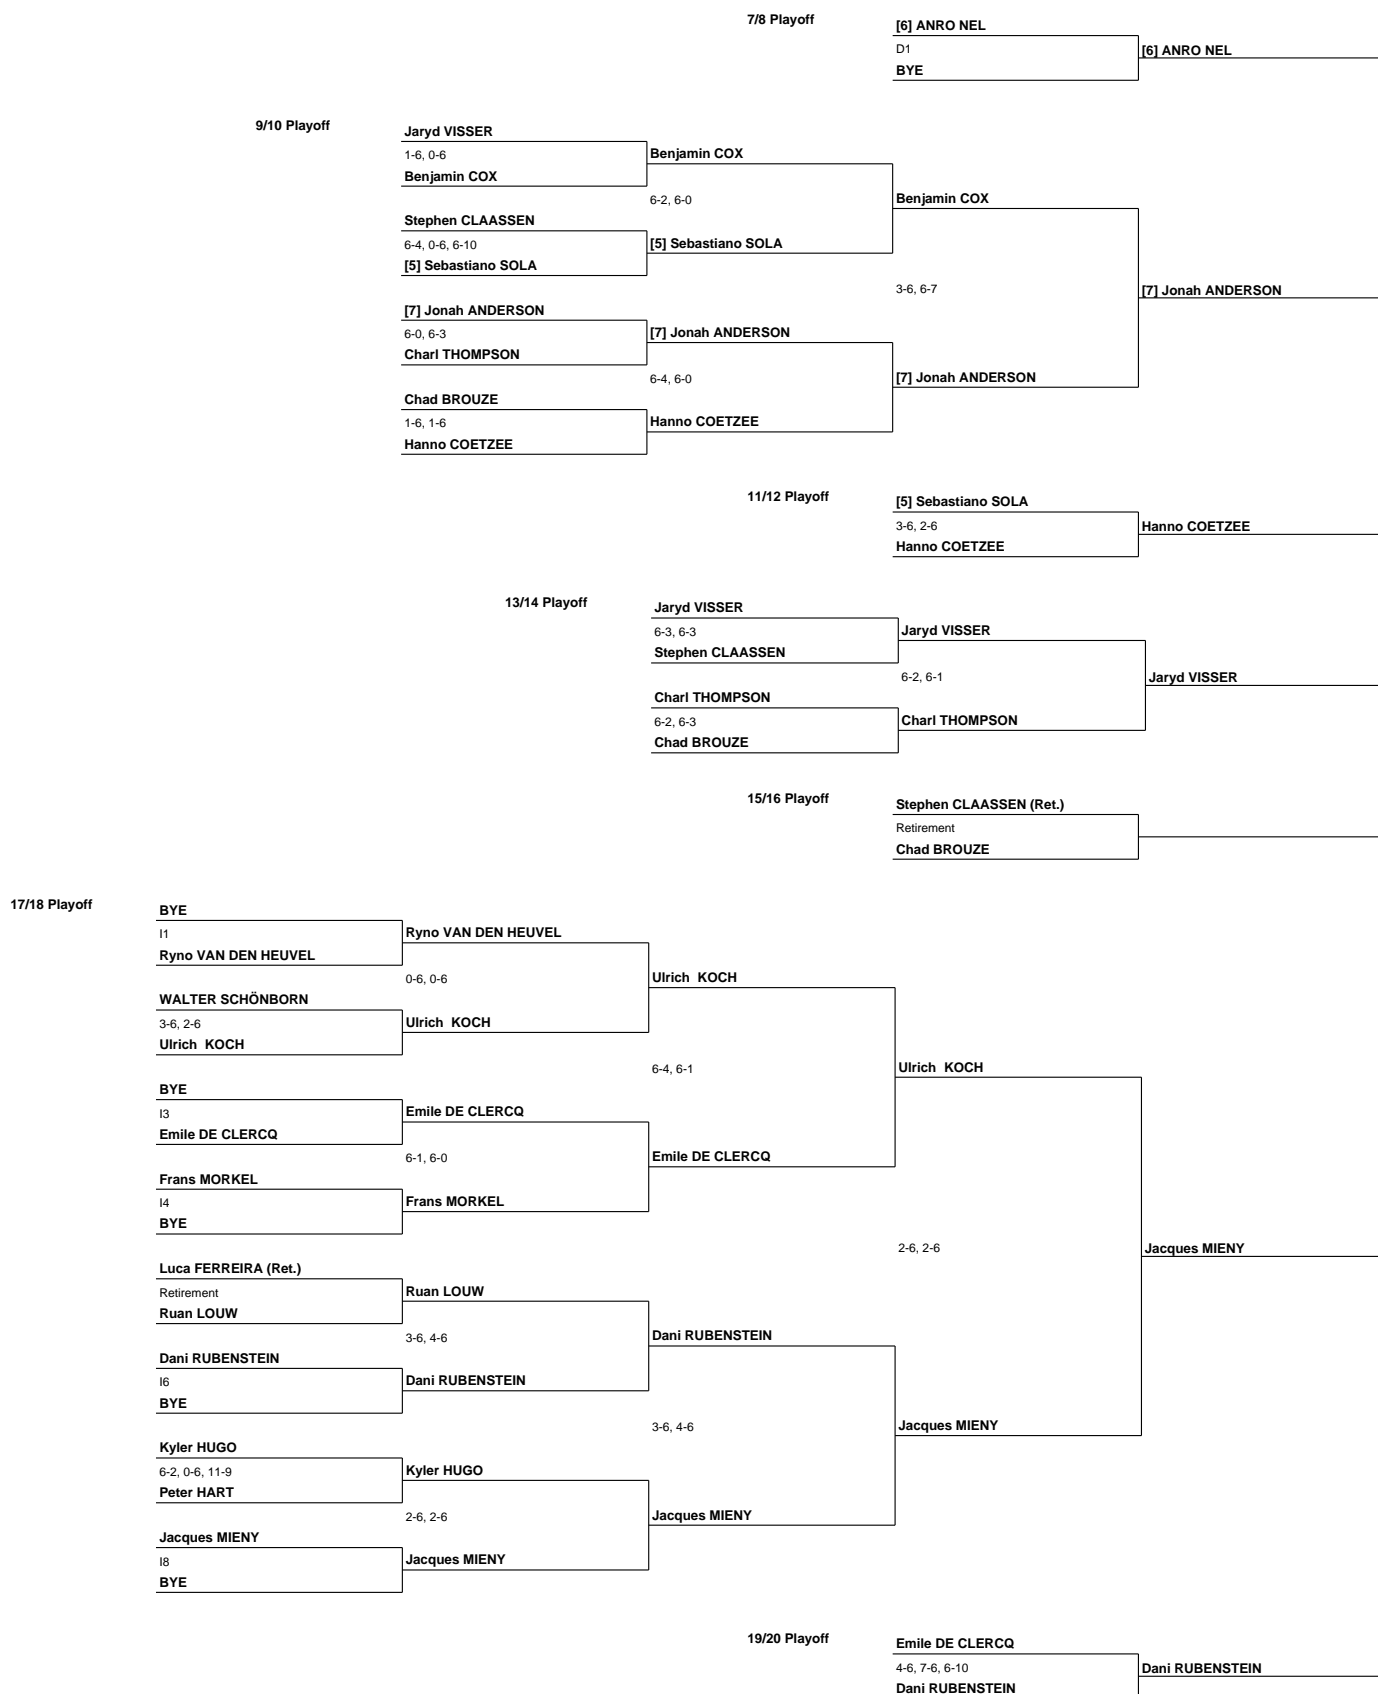 7/8 Playoff
[6] ANRO NEL
D1
[6] ANRO NEL
BYE
9/10 Playoff
Jaryd VISSER
1-6, 0-6
Benjamin COX
Benjamin COX
6-2, 6-0
Benjamin COX
Stephen CLAASSEN
6-4, 0-6, 6-10
[5] Sebastiano SOLA
[5] Sebastiano SOLA
3-6, 6-7
[7] Jonah ANDERSON
[7] Jonah ANDERSON
6-0, 6-3
[7] Jonah ANDERSON
Charl THOMPSON
6-4, 6-0
[7] Jonah ANDERSON
Chad BROUZE
1-6, 1-6
Hanno COETZEE
Hanno COETZEE
11/12 Playoff
[5] Sebastiano SOLA
3-6, 2-6
Hanno COETZEE
Hanno COETZEE
13/14 Playoff
Jaryd VISSER
6-3, 6-3
Jaryd VISSER
Stephen CLAASSEN
6-2, 6-1
Jaryd VISSER
Charl THOMPSON
6-2, 6-3
Charl THOMPSON
Chad BROUZE
15/16 Playoff
Stephen CLAASSEN (Ret.)
Retirement
Chad BROUZE
17/18 Playoff
BYE
I1
Ryno VAN DEN HEUVEL
Ryno VAN DEN HEUVEL
0-6, 0-6
Ulrich KOCH
WALTER SCHÖNBORN
3-6, 2-6
Ulrich KOCH
Ulrich KOCH
6-4, 6-1
Ulrich KOCH
BYE
I3
Emile DE CLERCQ
Emile DE CLERCQ
6-1, 6-0
Emile DE CLERCQ
Frans MORKEL
I4
Frans MORKEL
BYE
2-6, 2-6
Jacques MIENY
Luca FERREIRA (Ret.)
Retirement
Ruan LOUW
Ruan LOUW
3-6, 4-6
Dani RUBENSTEIN
Dani RUBENSTEIN
I6
Dani RUBENSTEIN
BYE
3-6, 4-6
Jacques MIENY
Kyler HUGO
6-2, 0-6, 11-9
Kyler HUGO
Peter HART
2-6, 2-6
Jacques MIENY
Jacques MIENY
I8
Jacques MIENY
BYE
19/20 Playoff
Emile DE CLERCQ
4-6, 7-6, 6-10
Dani RUBENSTEIN
Dani RUBENSTEIN